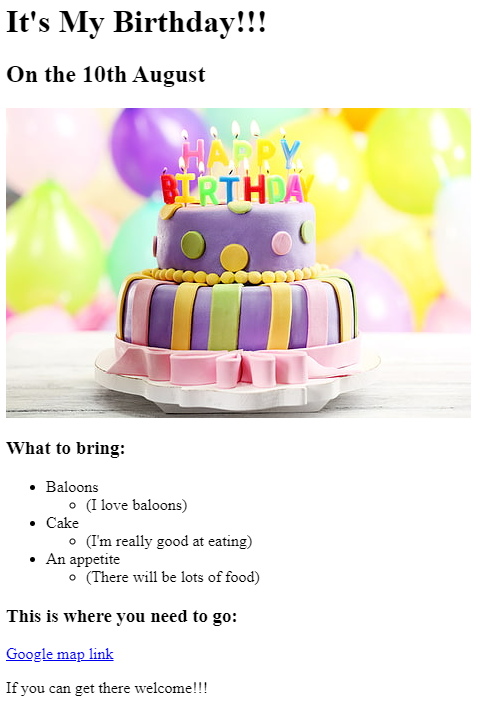 It's My Birthday!!!
On the 10th August
HAPPY
BIRTHDAY
What to bring:
Baloons
(I love baloons)
Cake
(I'm really good at eating)
An appetite
(There will be lots of food)
This is where you need to go:
Google map link
If you can get there welcome!!!